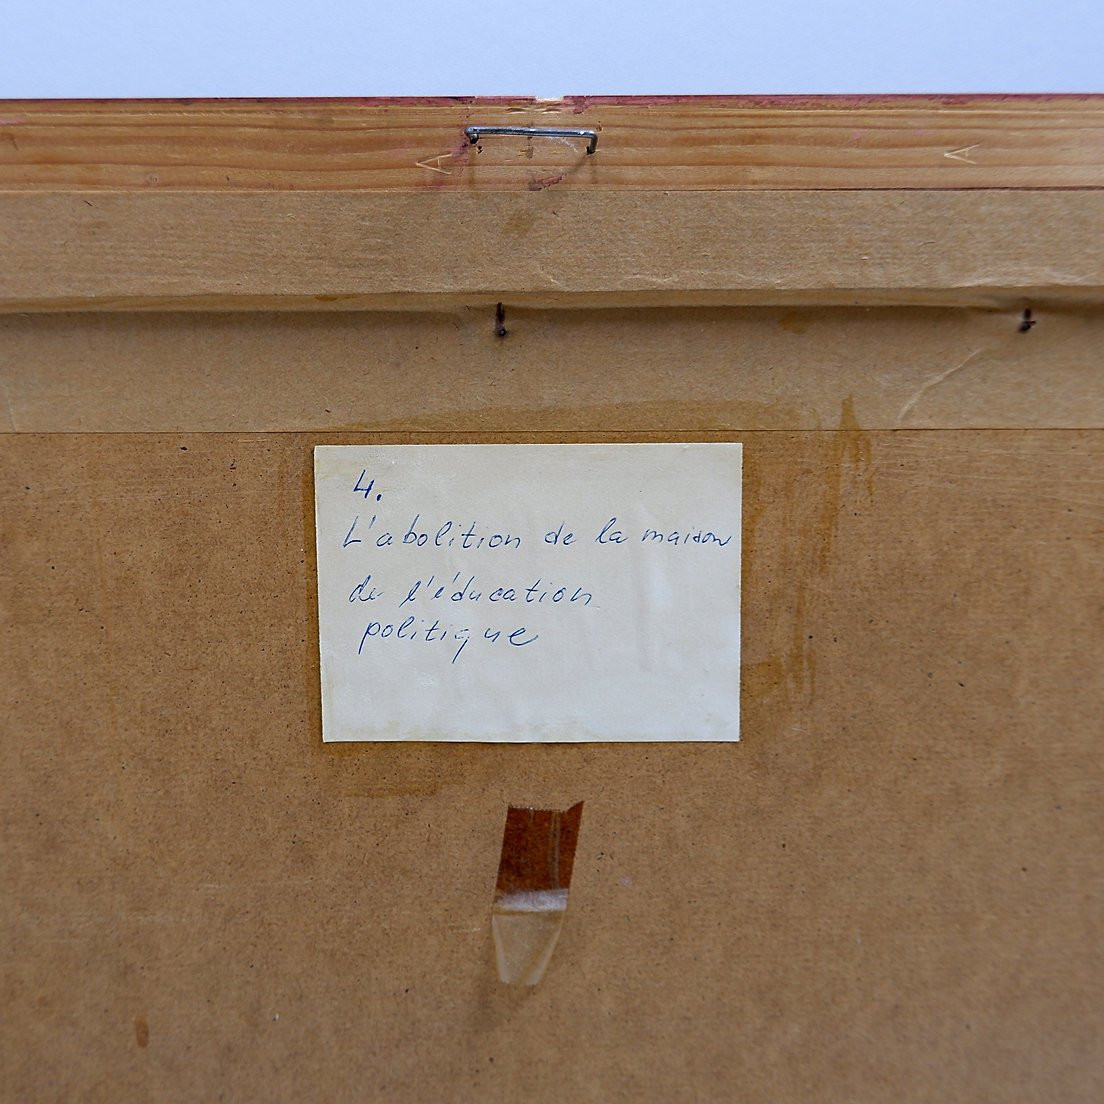 4.
L'abolition de la maison
de l'éducation
politique